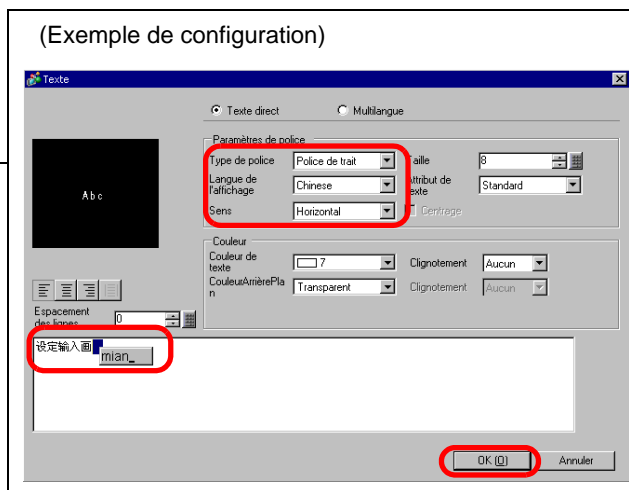 (Exemple de configuration)
Texte
Texte direct Multilangue
Abc
Paramètres de police
Type de police Police de trait Taille 8
Langue de l'affichage Chinese Attribut de texte Standard
Sens Horizontal Centrage
Couleur
Couleur de texte 7 Clignotement Aucun
CouleurArrièrePlan Transparent Clignotement Aucun
Espacement des lignes 0
设定输入画 mian_
OK (O) Annuler